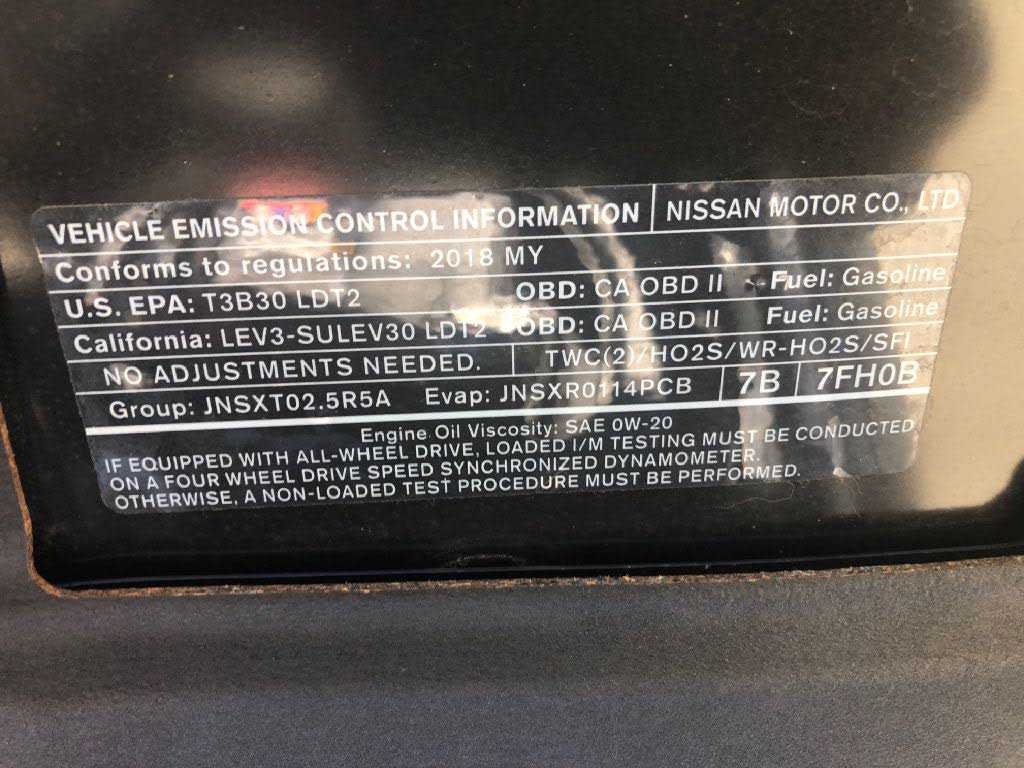 VEHICLE EMISSION CONTROL INFORMATION NISSAN MOTOR CO., LTD
Conforms to regulations: 2018 MY
U.S. EPA: T3B30 LDT2 OBD: CA OBD II Fuel: Gasoline
California: LEV3-SULEV30 LDT2 OBD: CA OBD II Fuel: Gasoline
NO ADJUSTMENTS NEEDED. TWC(2)/HO2S/WR-HO2S/SFI
Group: JNSXT02.5R5A Evap: JNSXR0114PCB 7B 7FH0B
Engine Oil Viscosity: SAE 0W-20
IF EQUIPPED WITH ALL-WHEEL DRIVE, LOADED I/M TESTING MUST BE CONDUCTED
ON A FOUR WHEEL DRIVE SPEED SYNCHRONIZED DYNAMOMETER.
OTHERWISE, A NON-LOADED TEST PROCEDURE MUST BE PERFORMED.